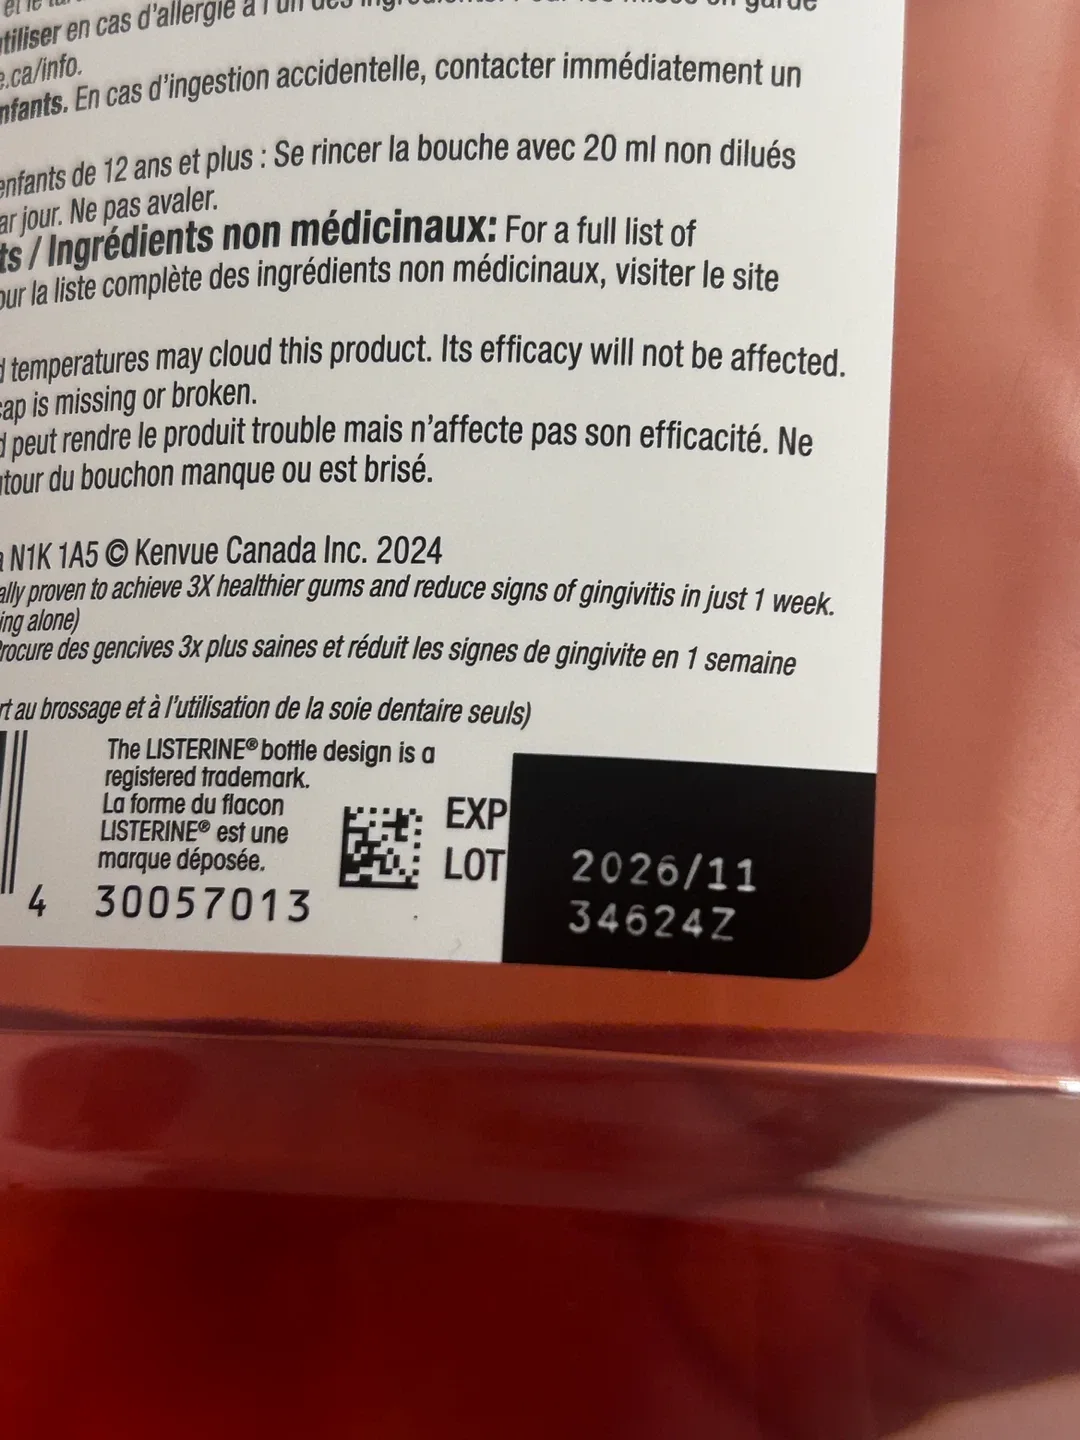 utiliser en cas d'allergie à l'un des
e.ca/info.
nfants. En cas d'ingestion accidentelle, contacter immédiatement un
enfants de 12 ans et plus : Se rincer la bouche avec 20 ml non dilués
ar jour. Ne pas avaler.
ts / Ingrédients non médicinaux: For a full list of
our la liste complète des ingrédients non médicinaux, visiter le site
d temperatures may cloud this product. Its efficacy will not be affected.
cap is missing or broken.
d peut rendre le produit trouble mais n'affecte pas son efficacité. Ne
utour du bouchon manque ou est brisé.
a N1K 1A5 © Kenvue Canada Inc. 2024
ally proven to achieve 3X healthier gums and reduce signs of gingivitis in just 1 week.
ing alone)
Procure des gencives 3x plus saines et réduit les signes de gingivite en 1 semaine
rt au brossage et à l'utilisation de la soie dentaire seuls)
The LISTERINE® bottle design is a
registered trademark.
La forme du flacon
LISTERINE® est une
marque déposée.
4 30057013
EXP
LOT
2026/11
34624Z